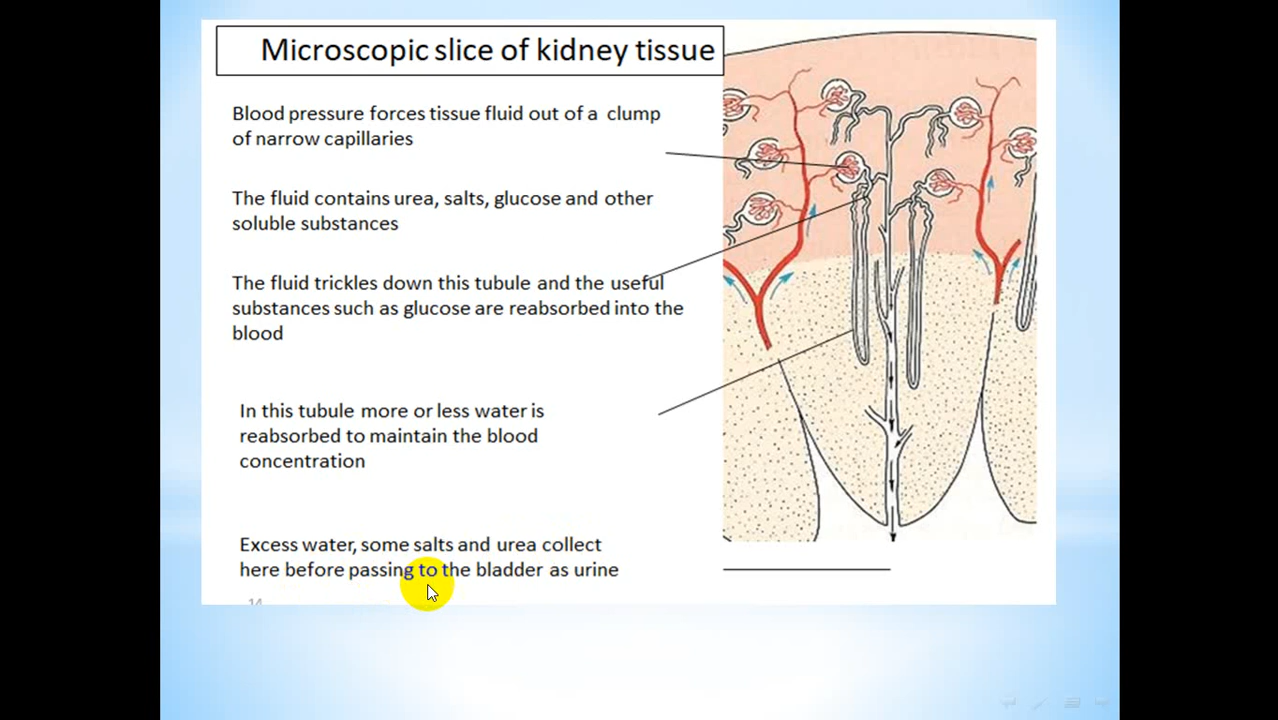 Microscopic slice of kidney tissue
Blood pressure forces tissue fluid out of a clump
of narrow capillaries
The fluid contains urea, salts, glucose and other
soluble substances
The fluid trickles down this tubule and the useful
substances such as glucose are reabsorbed into the
blood
In this tubule more or less water is
reabsorbed to maintain the blood
concentration
Excess water, some salts and urea collect
here before passing to the bladder as urine
14